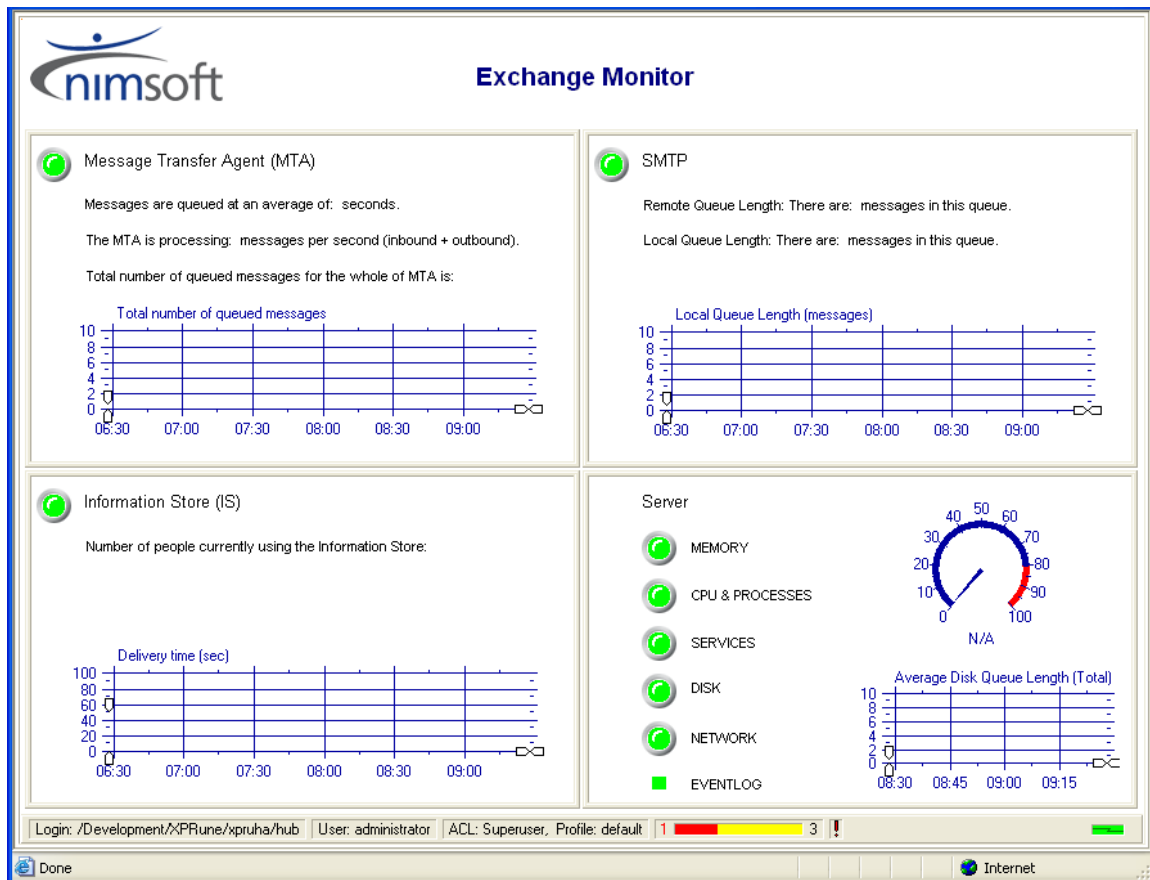 nimsoft
Exchange Monitor
Message Transfer Agent (MTA)
Messages are queued at an average of: seconds.
The MTA is processing: messages per second (inbound + outbound).
Total number of queued messages for the whole of MTA is:
Total number of queued messages
10
8
6
4
2
0
06:30 07:00 07:30 08:00 08:30 09:00
SMTP
Remote Queue Length: There are: messages in this queue.
Local Queue Length: There are: messages in this queue.
Local Queue Length (messages)
10
8
6
4
2
0
06:30 07:00 07:30 08:00 08:30 09:00
Information Store (IS)
Number of people currently using the Information Store:
Delivery time (sec)
100
80
60
40
20
0
06:30 07:00 07:30 08:00 08:30 09:00
Server
MEMORY
CPU & PROCESSES
SERVICES
DISK
NETWORK
EVENTLOG
0 10 20 30 40 50 60 70 80 90 100
N/A
Average Disk Queue Length (Total)
10
8
6
4
2
0
08:30 08:45 09:00 09:15
Login: /Development/XPRune/xpruha/hub User: administrator ACL: Superuser, Profile: default 1 3 !
Done Internet